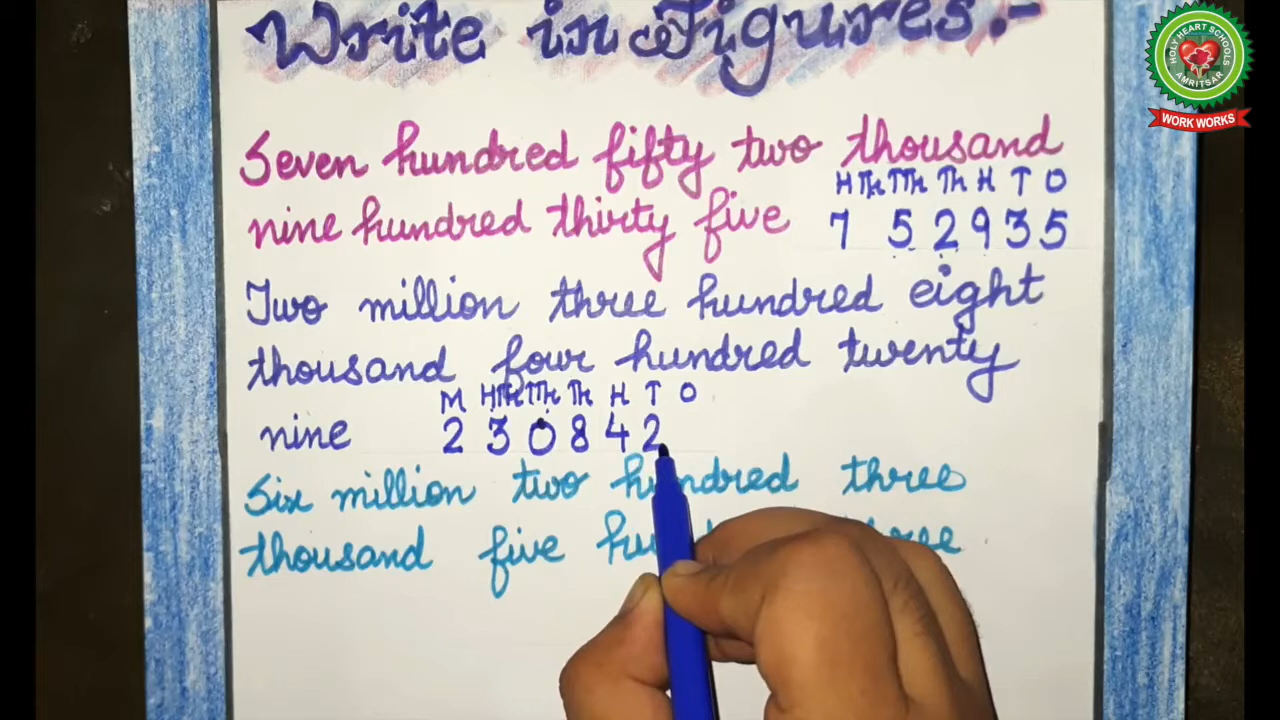 Write in Figures:-
HOLY HEART SCHOOLS
AMRITSAR
WORK WORKS
Seven hundred fifty two thousand
H TTh TTh Th H T O
nine hundred thirty five 7 5 2 9 3 5
Two million three hundred eight
thousand four hundred twenty
M HTh TTh Th H T O
nine 2 3 0 8 4 2
Six million two hundred three
thousand five